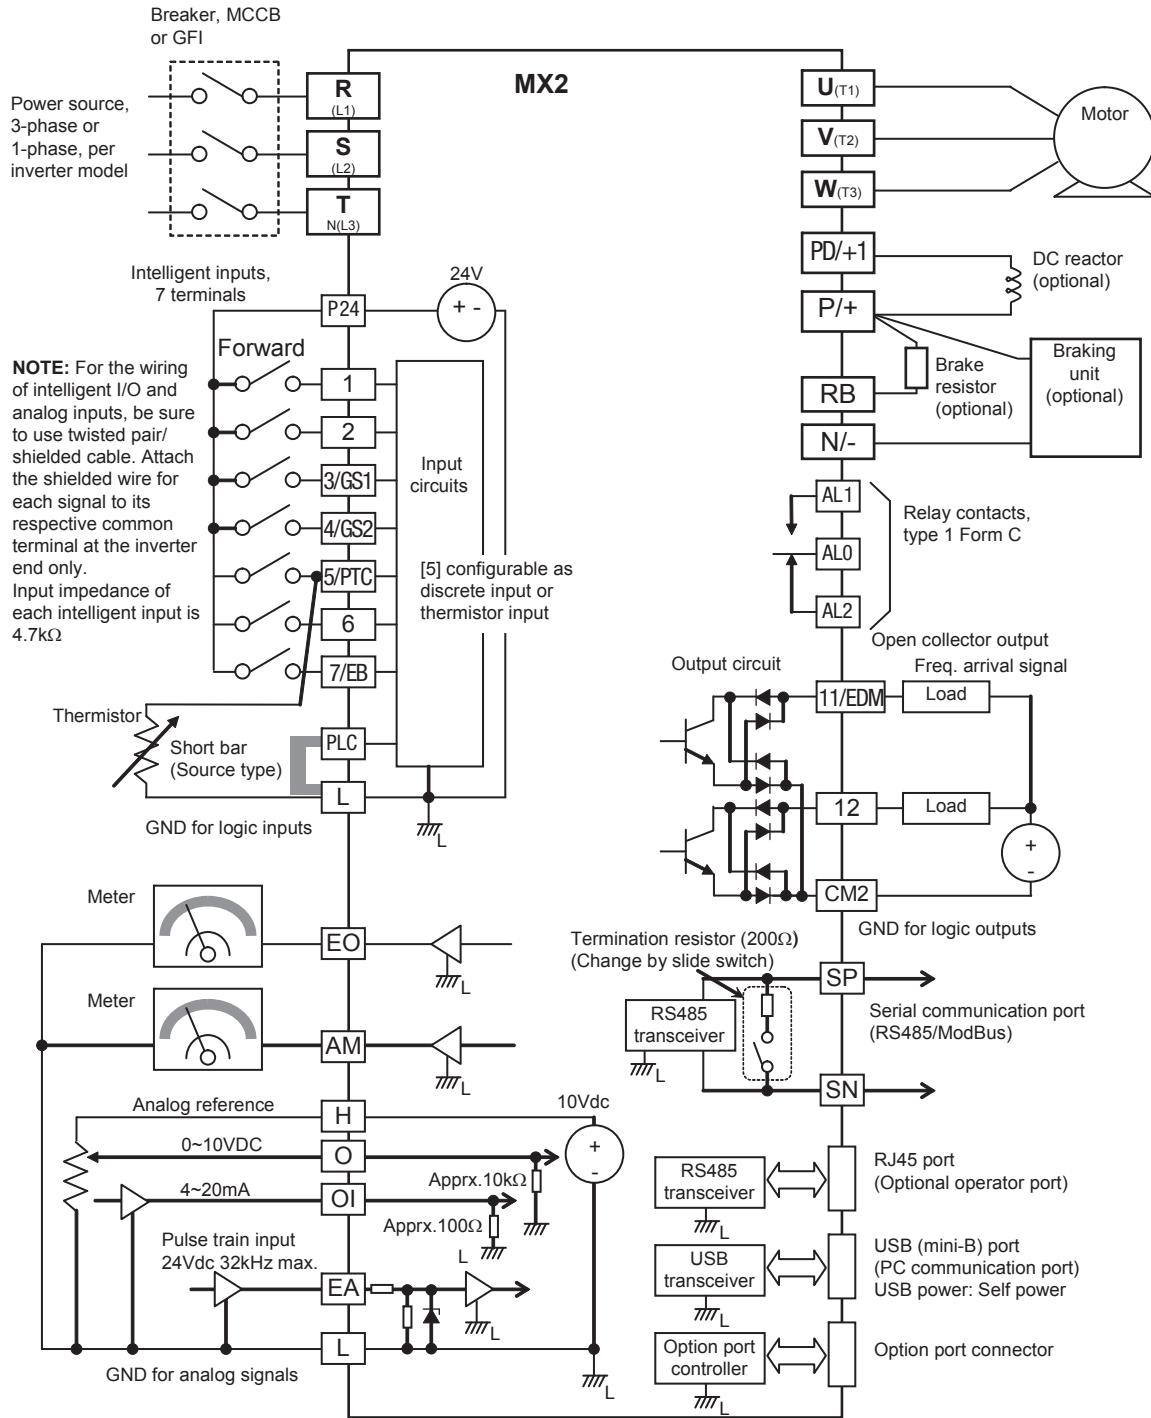 Breaker, MCCB
or GFI
MX2
Power source,
3-phase or
1-phase, per
inverter model
R
(L1)
S
(L2)
T
N(L3)
U(T1)
V(T2)
W(T3)
Motor
PD/+1
P/+
RB
N/-
DC reactor
(optional)
Brake
resistor
(optional)
Braking
unit
(optional)
Intelligent inputs,
7 terminals
24V
+ -
P24
Forward
NOTE: For the wiring
of intelligent I/O and
analog inputs, be sure
to use twisted pair/
shielded cable. Attach
the shielded wire for
each signal to its
respective common
terminal at the inverter
end only.
Input impedance of
each intelligent input is
4.7kΩ
1
2
3/GS1
4/GS2
5/PTC
6
7/EB
PLC
L
Input
circuits
[5] configurable as
discrete input or
thermistor input
Thermistor
Short bar
(Source type)
GND for logic inputs
L
AL1
AL0
AL2
Relay contacts,
type 1 Form C
Open collector output
Output circuit
Freq. arrival signal
11/EDM
Load
12
Load
+
-
CM2
GND for logic outputs
Meter
EO
L
Meter
AM
L
Termination resistor (200Ω)
(Change by slide switch)
RS485
transceiver
L
SP
SN
Serial communication port
(RS485/ModBus)
Analog reference
H
10Vdc
+
-
0~10VDC
O
Apprx.10kΩ
4~20mA
OI
Apprx.100Ω
Pulse train input
24Vdc 32kHz max.
EA
L
L
L
GND for analog signals
L
RS485
transceiver
L
RJ45 port
(Optional operator port)
USB
transceiver
L
USB (mini-B) port
(PC communication port)
USB power: Self power
Option port
controller
L
Option port connector